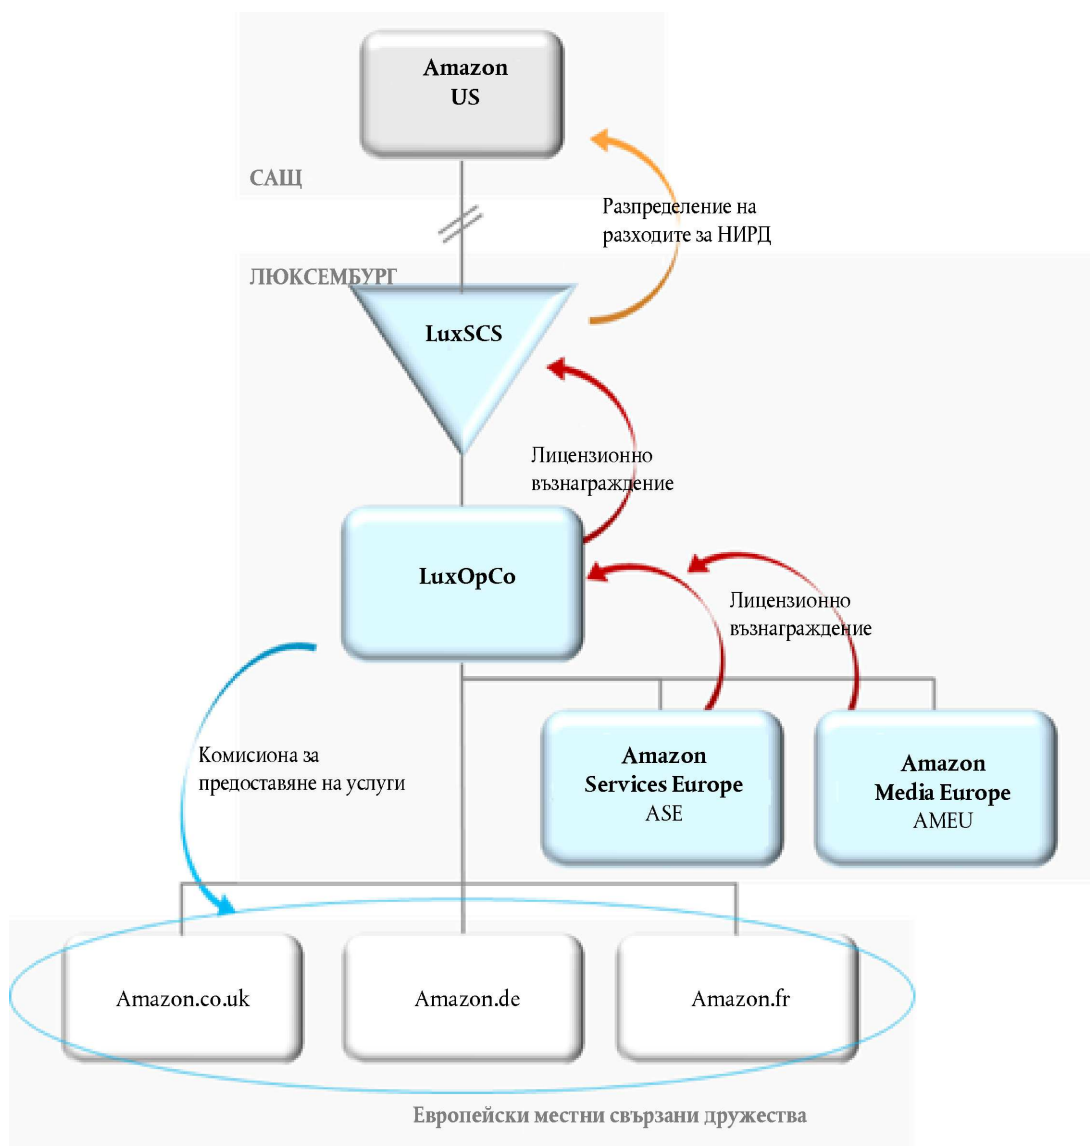 Amazon
US
САЩ
Разпределение на
разходите за НИРД
ЛЮКСЕМБУРГ
LuxSCS
Лицензионно
възнаграждение
LuxOpCo
Лицензионно
възнаграждение
Комисиона за
предоставяне на услуги
Amazon
Services Europe
ASE
Amazon
Media Europe
AMEU
Amazon.co.uk
Amazon.de
Amazon.fr
Европейски местни свързани дружества